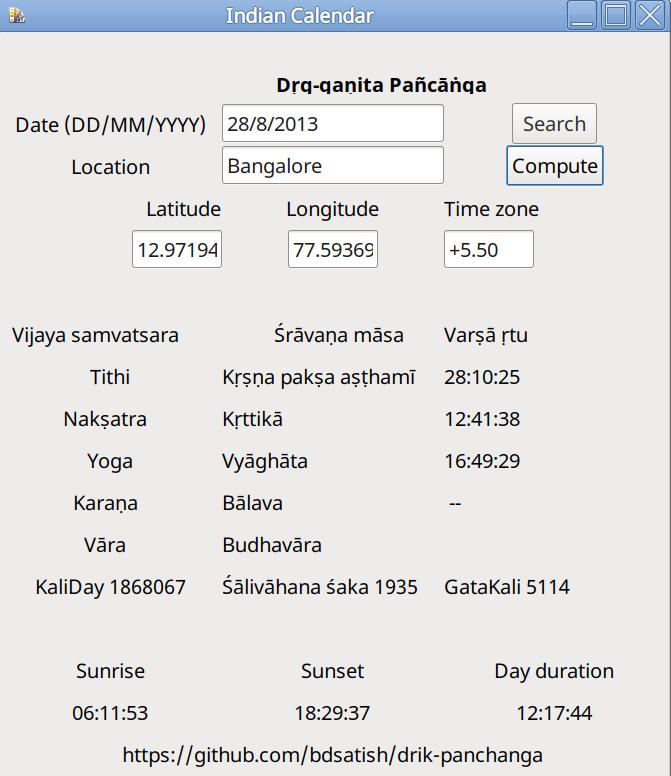 Indian Calendar
Dṛg-gaṇita Pañcāṅga
Date (DD/MM/YYYY) 28/8/2013 Search
Location Bangalore Compute
Latitude Longitude Time zone
12.97194 77.59369 +5.50
Vijaya samvatsara Śrāvaṇa māsa Varṣā ṛtu
Tithi Kṛṣṇa pakṣa aṣṭhamī 28:10:25
Nakṣatra Kṛttikā 12:41:38
Yoga Vyāghāta 16:49:29
Karaṇa Bālava --
Vāra Budhavāra
KaliDay 1868067 Śālivāhana śaka 1935 GataKali 5114
Sunrise Sunset Day duration
06:11:53 18:29:37 12:17:44
https://github.com/bdsatish/drik-panchanga